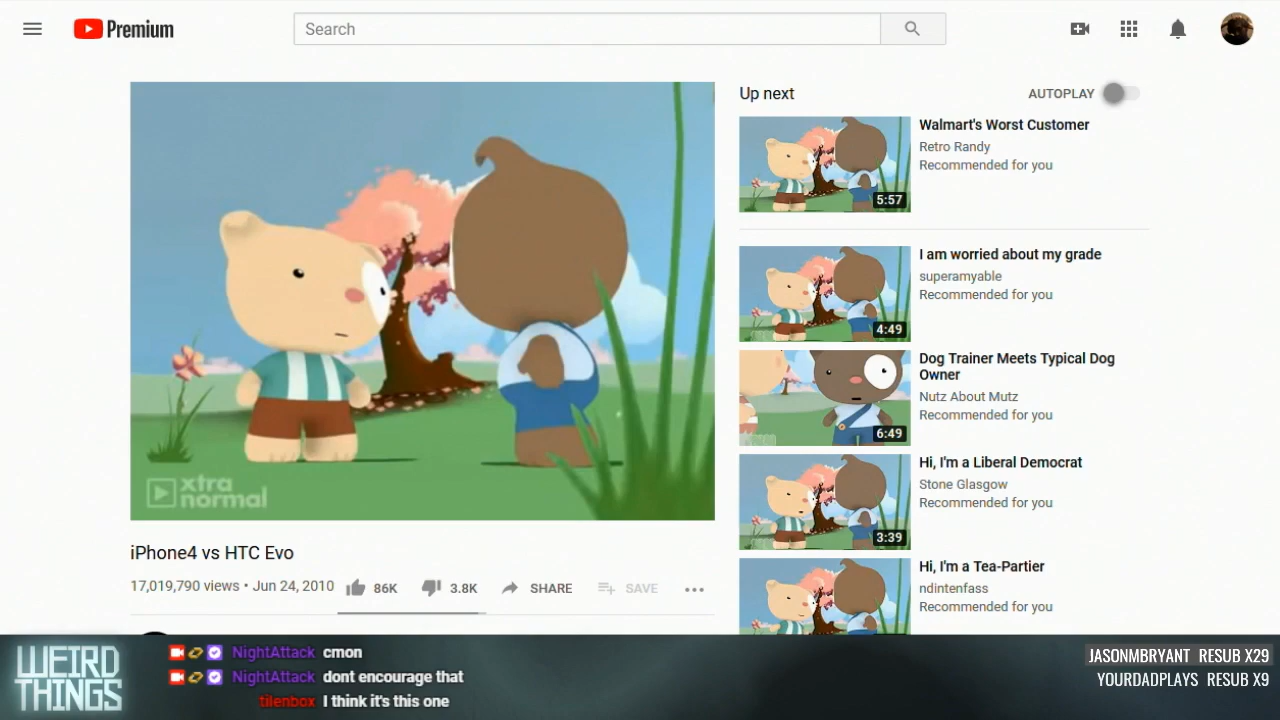 Premium
Search
xtra
normal
iPhone4 vs HTC Evo
17,019,790 views • Jun 24, 2010
86K
3.8K
SHARE
SAVE
Up next
AUTOPLAY
5:57
Walmart's Worst Customer
Retro Randy
Recommended for you
4:49
I am worried about my grade
superamyable
Recommended for you
6:49
Dog Trainer Meets Typical Dog
Owner
Nutz About Mutz
Recommended for you
3:39
Hi, I'm a Liberal Democrat
Stone Glasgow
Recommended for you
Hi, I'm a Tea-Partier
ndintenfass
Recommended for you
WEIRD
THINGS
NightAttack cmon
NightAttack dont encourage that
tilenbox I think it's this one
JASONMBRYANT RESUB X29
YOURDADPLAYS RESUB X9